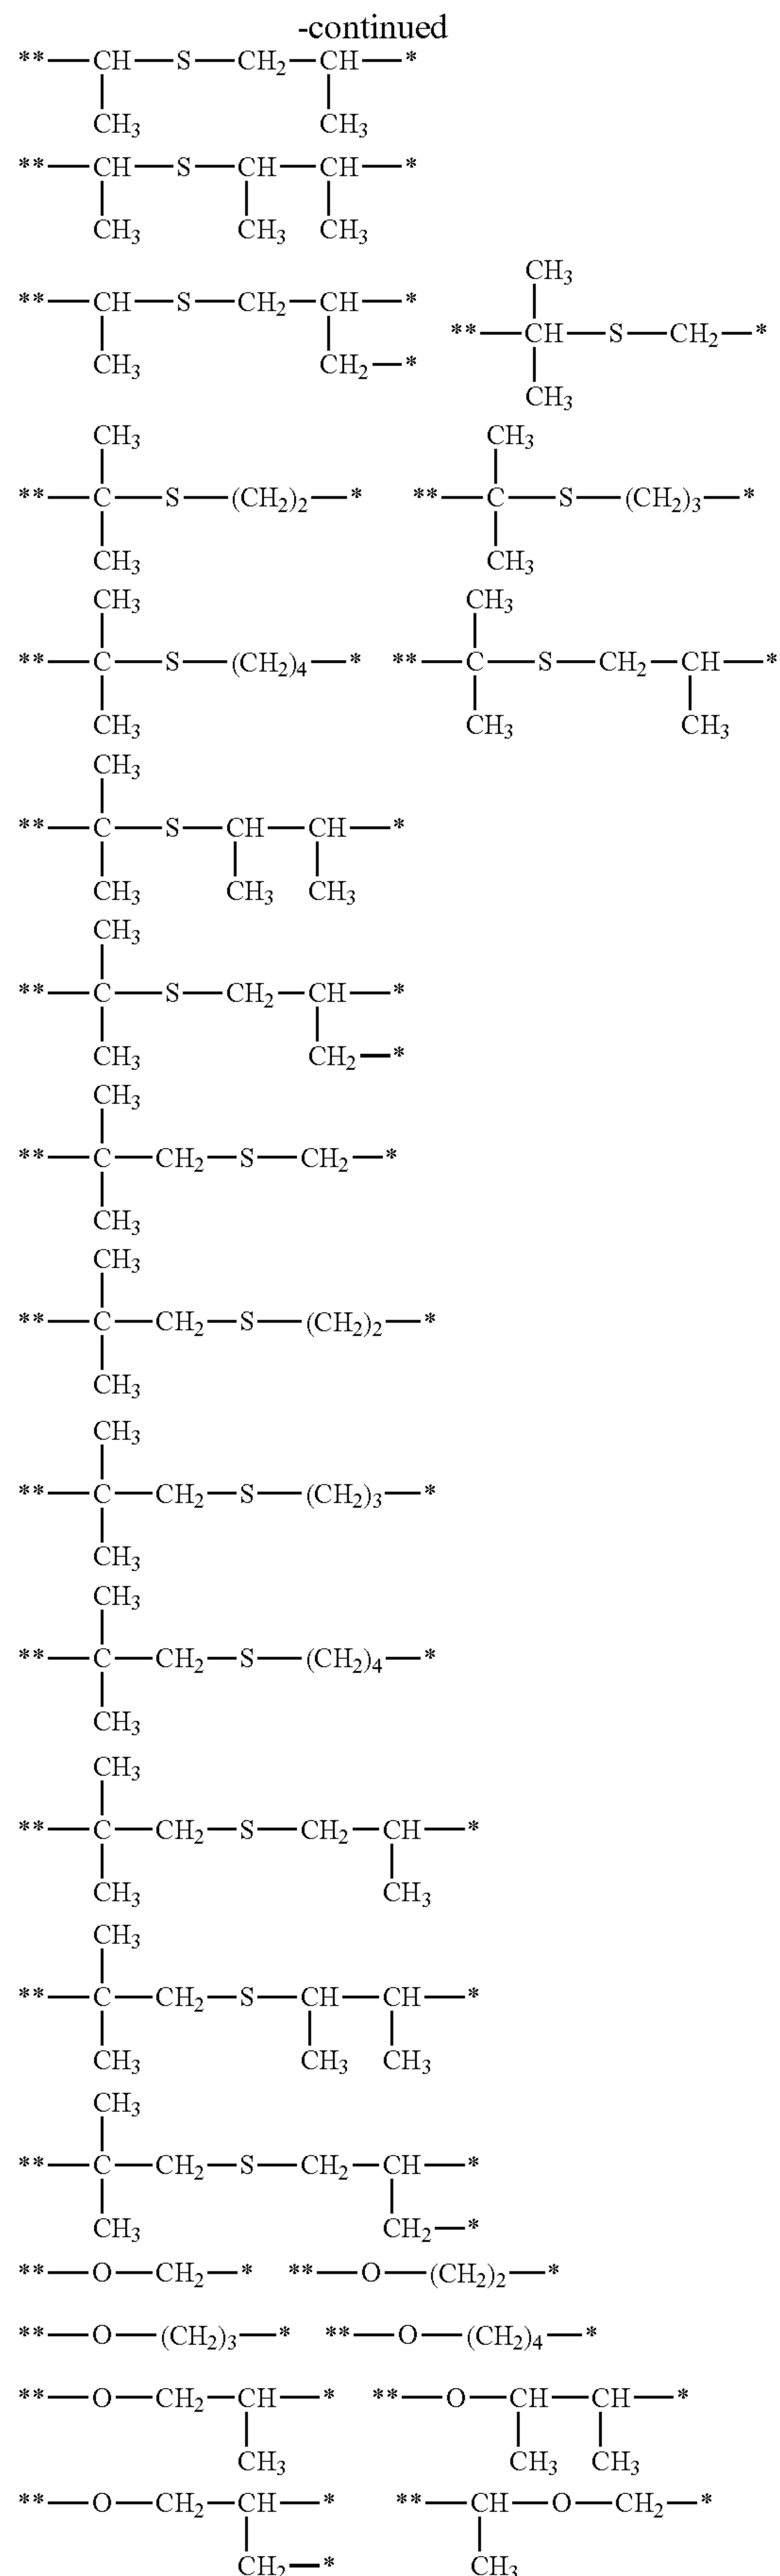 -continued
**—CH—S—CH₂—CH—*
CH₃ CH₃
**—CH—S—CH—CH—*
CH₃ CH₃ CH₃
CH₃
**—CH—S—CH₂—CH—* **—CH—S—CH₂—*
CH₃ CH₂—* CH₃
CH₃ CH₃
**—C—S—(CH₂)₂—* **—C—S—(CH₂)₃—*
CH₃ CH₃
CH₃ CH₃
**—C—S—(CH₂)₄—* **—C—S—CH₂—CH—*
CH₃ CH₃ CH₃
CH₃
**—C—S—CH—CH—*
CH₃ CH₃ CH₃
CH₃
**—C—S—CH₂—CH—*
CH₃ CH₂—*
CH₃
**—C—CH₂—S—CH₂—*
CH₃
CH₃
**—C—CH₂—S—(CH₂)₂—*
CH₃
CH₃
**—C—CH₂—S—(CH₂)₃—*
CH₃
CH₃
**—C—CH₂—S—(CH₂)₄—*
CH₃
CH₃
**—C—CH₂—S—CH₂—CH—*
CH₃ CH₃
CH₃
**—C—CH₂—S—CH—CH—*
CH₃ CH₃ CH₃
CH₃
**—C—CH₂—S—CH₂—CH—*
CH₃ CH₂—*
**—O—CH₂—* **—O—(CH₂)₂—*
**—O—(CH₂)₃—* **—O—(CH₂)₄—*
**—O—CH₂—CH—* **—O—CH—CH—*
CH₃ CH₃ CH₃
**—O—CH₂—CH—* **—CH—O—CH₂—*
CH₂—* CH₃